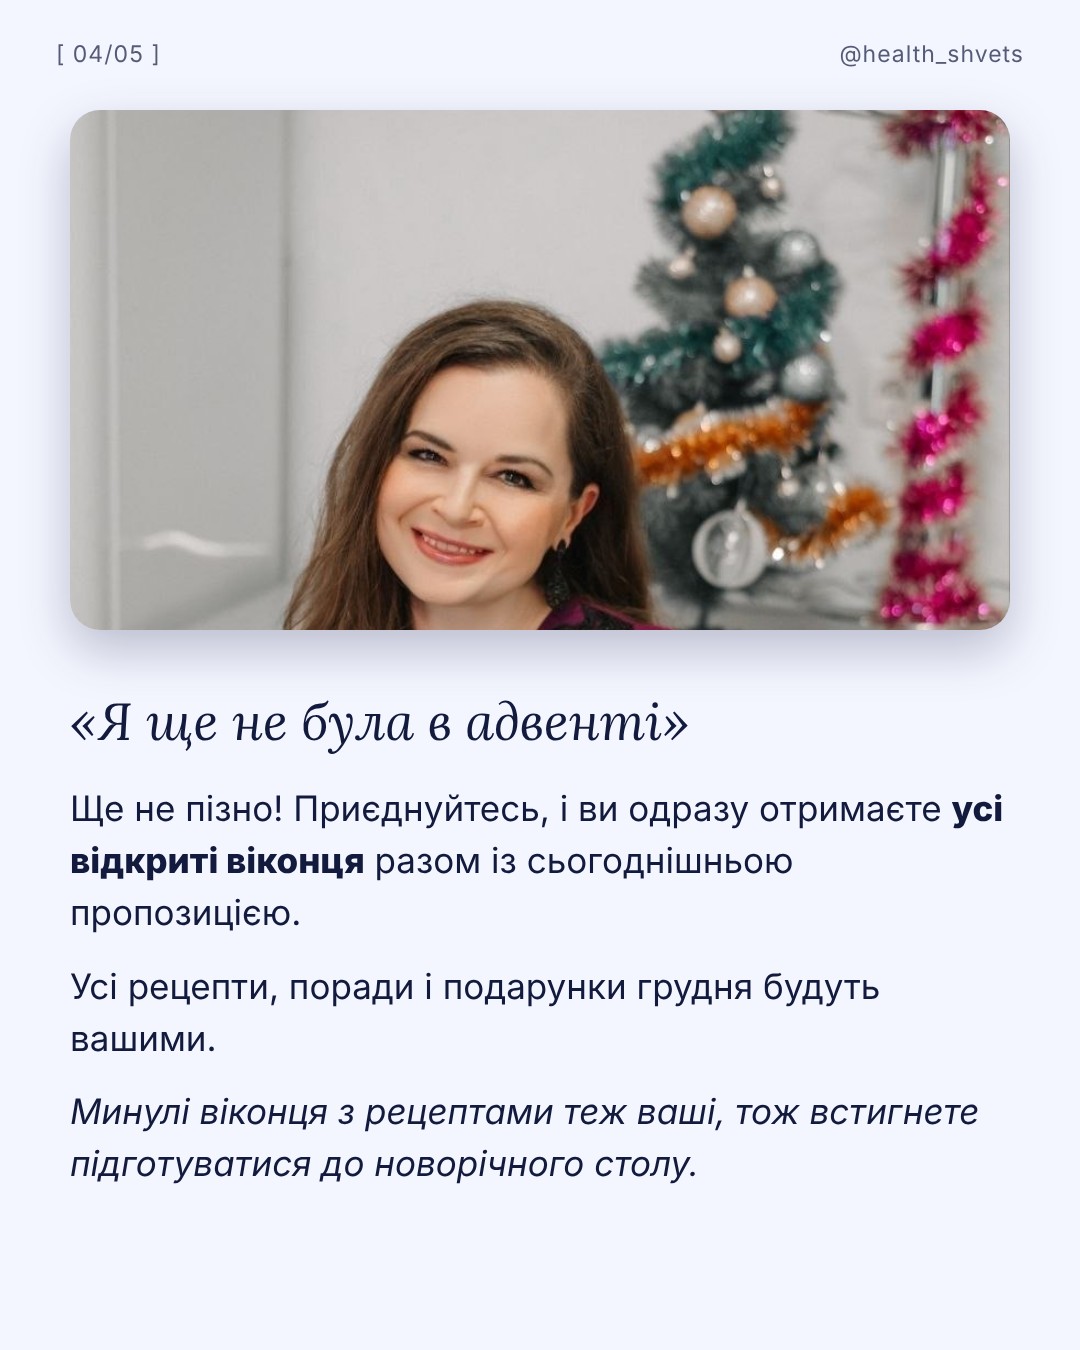 [ 04/05 ]
@health_shvets
«Я ще не була в адвенті»
Ще не пізно! Приєднуйтесь, і ви одразу отримаєте усі
відкриті віконця разом із сьогоднішньою
пропозицією.
Усі рецепти, поради і подарунки грудня будуть
вашими.
Минулі віконця з рецептами теж ваші, тож встигнете
підготуватися до новорічного столу.